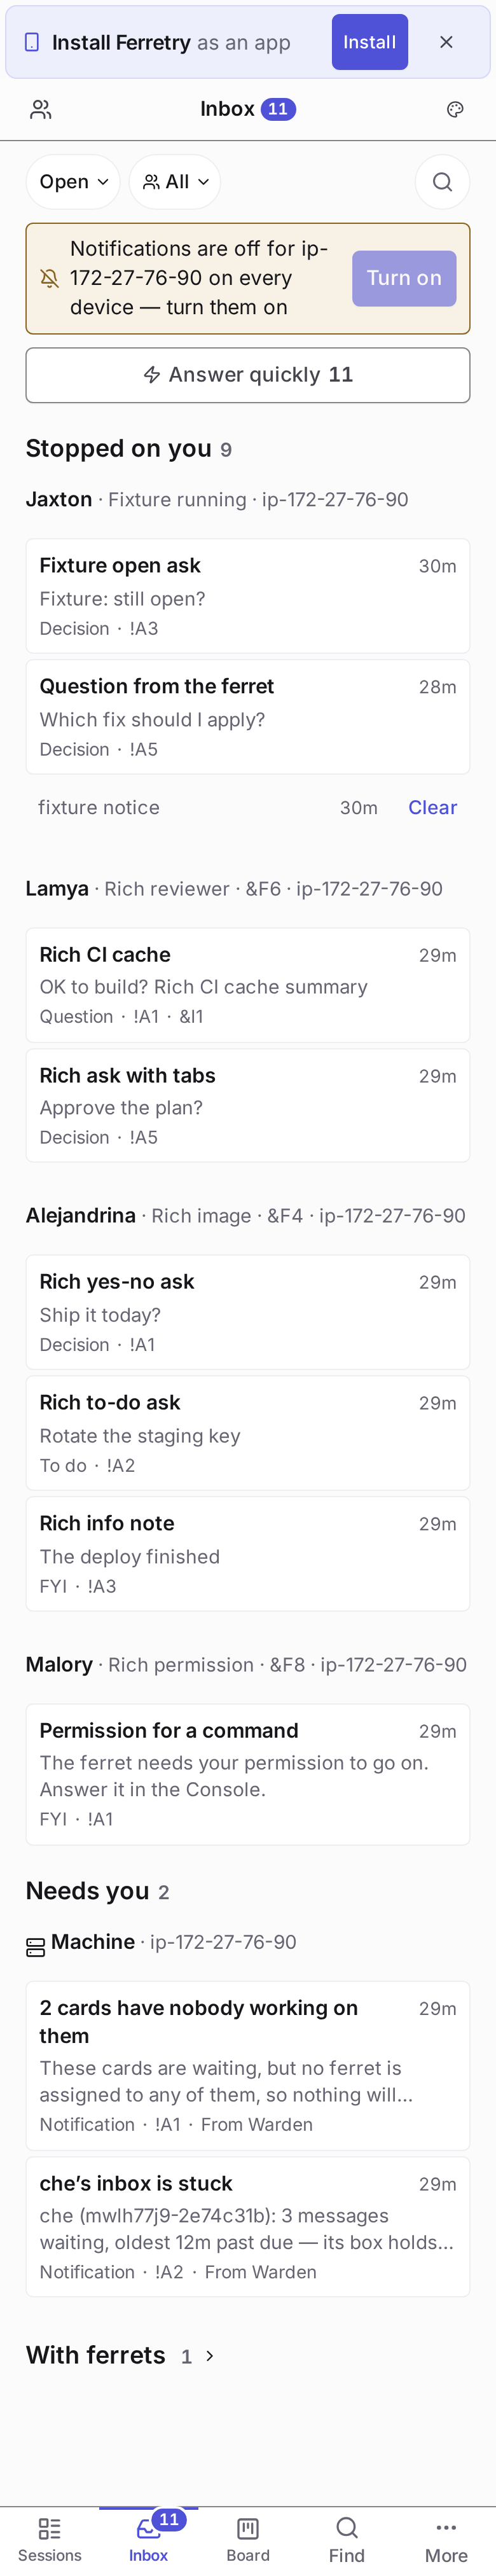 Install Ferretry as an app
Install
Inbox 11
Open
All
Notifications are off for ip-
172-27-76-90 on every
device — turn them on
Turn on
Answer quickly 11
Stopped on you 9
Jaxton · Fixture running · ip-172-27-76-90
Fixture open ask 30m
Fixture: still open?
Decision · !A3
Question from the ferret 28m
Which fix should I apply?
Decision · !A5
fixture notice 30m Clear
Lamya · Rich reviewer · &F6 · ip-172-27-76-90
Rich CI cache 29m
OK to build? Rich CI cache summary
Question · !A1 · &I1
Rich ask with tabs 29m
Approve the plan?
Decision · !A5
Alejandrina · Rich image · &F4 · ip-172-27-76-90
Rich yes-no ask 29m
Ship it today?
Decision · !A1
Rich to-do ask 29m
Rotate the staging key
To do · !A2
Rich info note 29m
The deploy finished
FYI · !A3
Malory · Rich permission · &F8 · ip-172-27-76-90
Permission for a command 29m
The ferret needs your permission to go on.
Answer it in the Console.
FYI · !A1
Needs you 2
Machine · ip-172-27-76-90
2 cards have nobody working on 29m
them
These cards are waiting, but no ferret is
assigned to any of them, so nothing will...
Notification · !A1 · From Warden
che’s inbox is stuck 29m
che (mwlh77j9-2e74c31b): 3 messages
waiting, oldest 12m past due — its box holds...
Notification · !A2 · From Warden
With ferrets 1
11
Sessions Inbox Board Find More